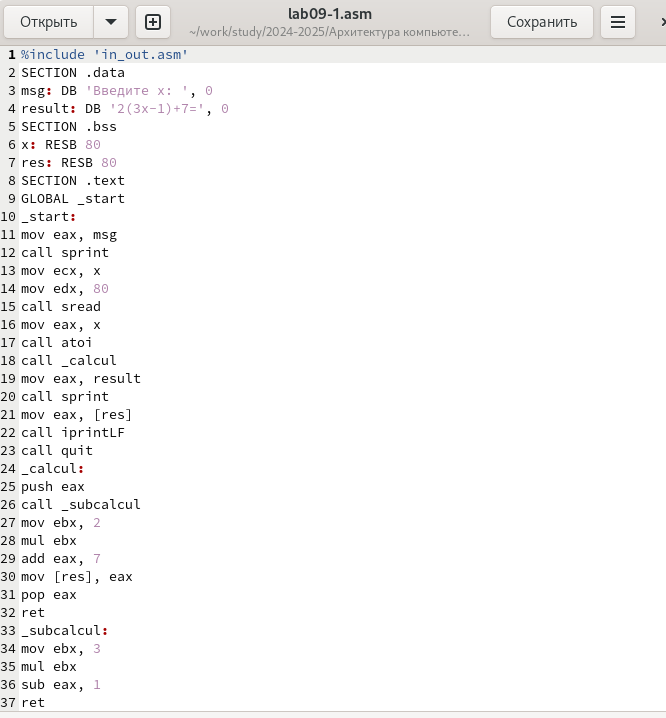 Открыть
lab09-1.asm
~/work/study/2024-2025/Архитектура компьюте…
Сохранить
1 %include 'in_out.asm'
2 SECTION .data
3 msg: DB 'Введите x: ', 0
4 result: DB '2(3x-1)+7=', 0
5 SECTION .bss
6 x: RESB 80
7 res: RESB 80
8 SECTION .text
9 GLOBAL _start
10 _start:
11 mov eax, msg
12 call sprint
13 mov ecx, x
14 mov edx, 80
15 call sread
16 mov eax, x
17 call atoi
18 call _calcul
19 mov eax, result
20 call sprint
21 mov eax, [res]
22 call iprintLF
23 call quit
24 _calcul:
25 push eax
26 call _subcalcul
27 mov ebx, 2
28 mul ebx
29 add eax, 7
30 mov [res], eax
31 pop eax
32 ret
33 _subcalcul:
34 mov ebx, 3
35 mul ebx
36 sub eax, 1
37 ret